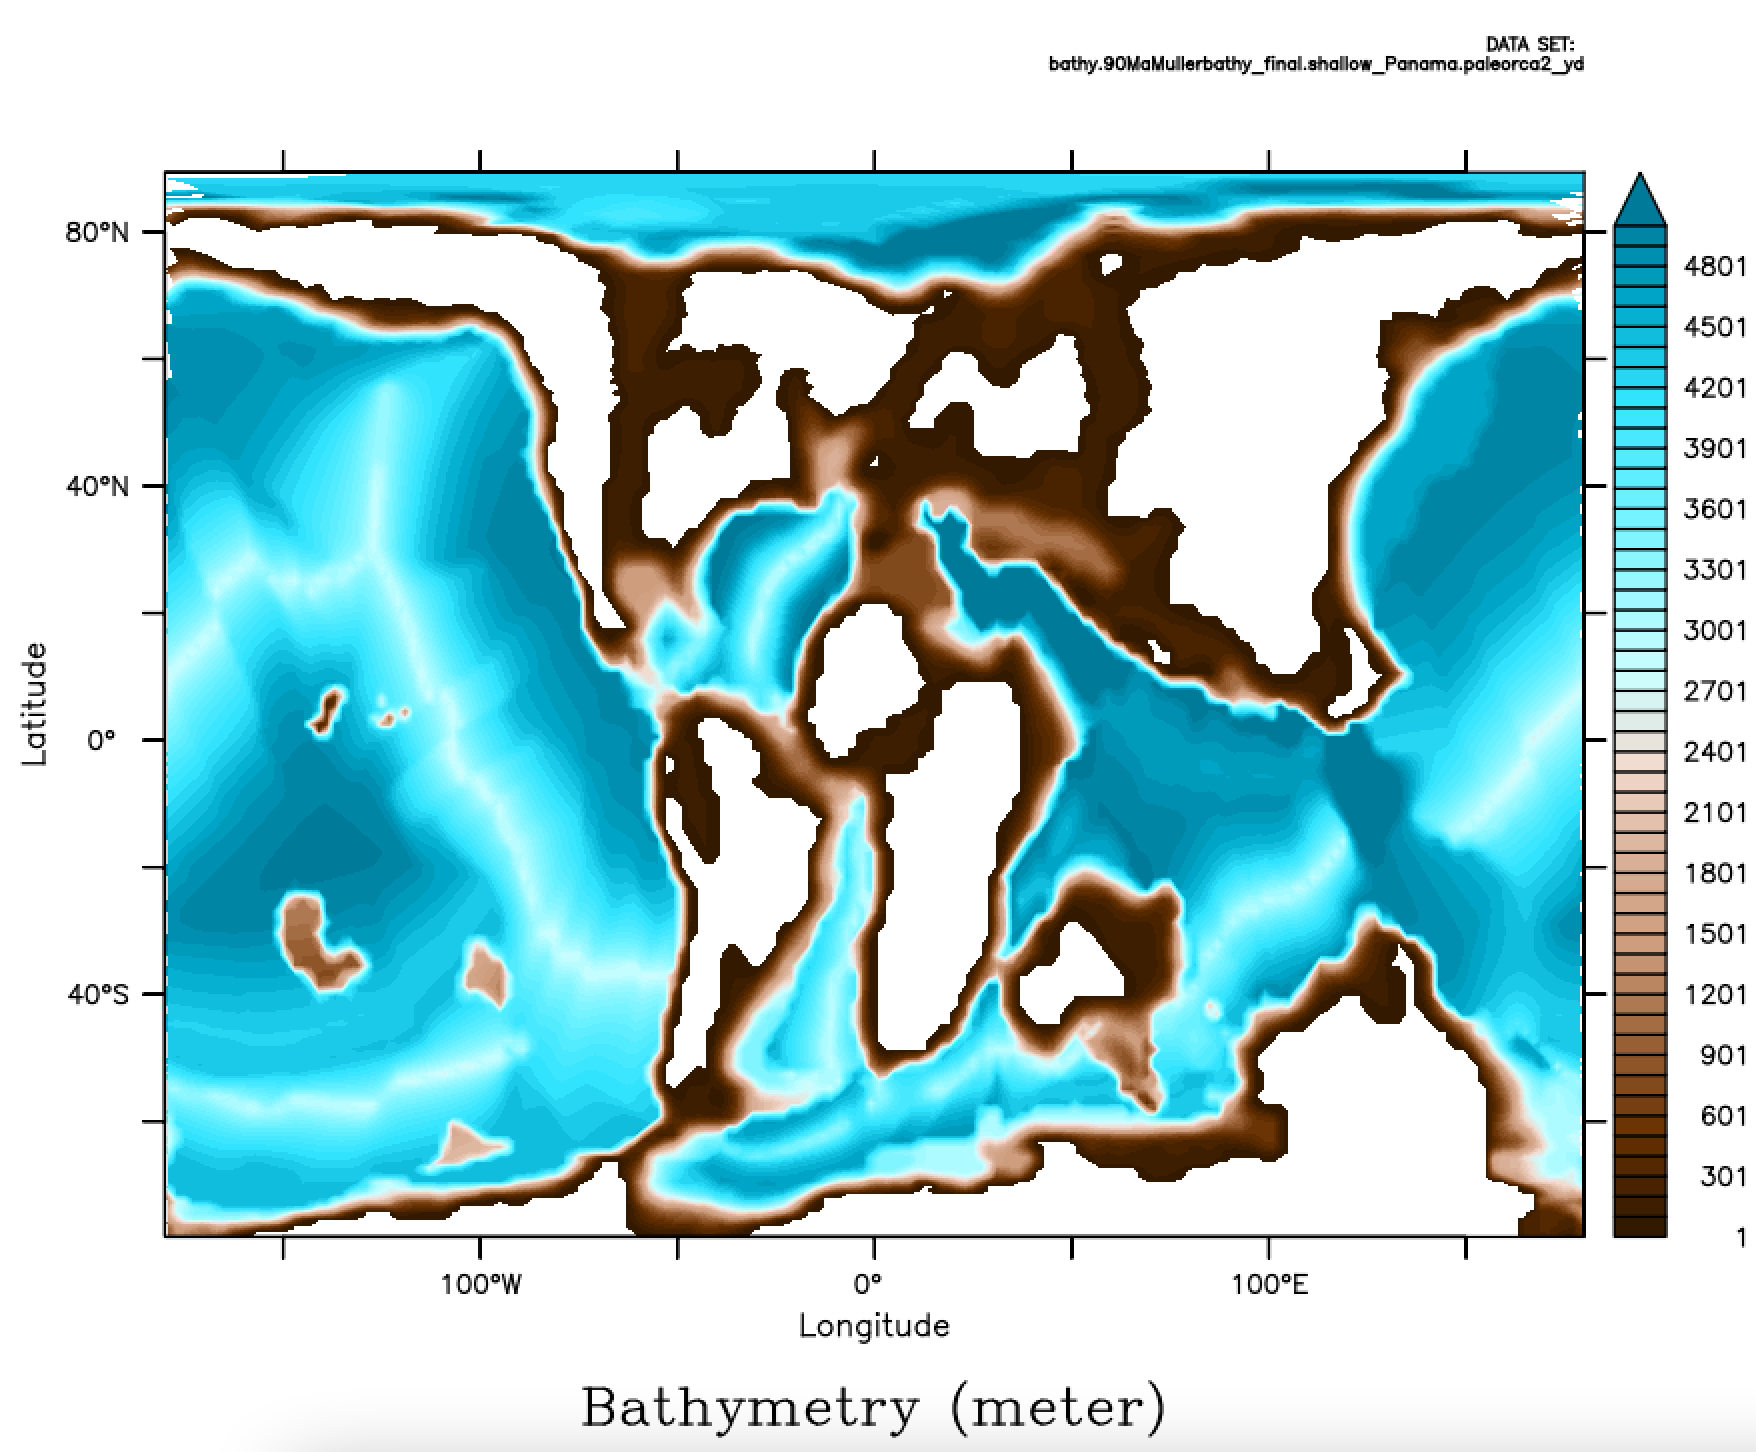 DATA SET:
bathy.90MaMullerbathy_final.shallow_Panama.paleorca2_yd
80°N
40°N
0°
40°S
Latitude
100°W
0°
100°E
Longitude
4801
4501
4201
3901
3601
3301
3001
2701
2401
2101
1801
1501
1201
901
601
301
1
Bathymetry (meter)